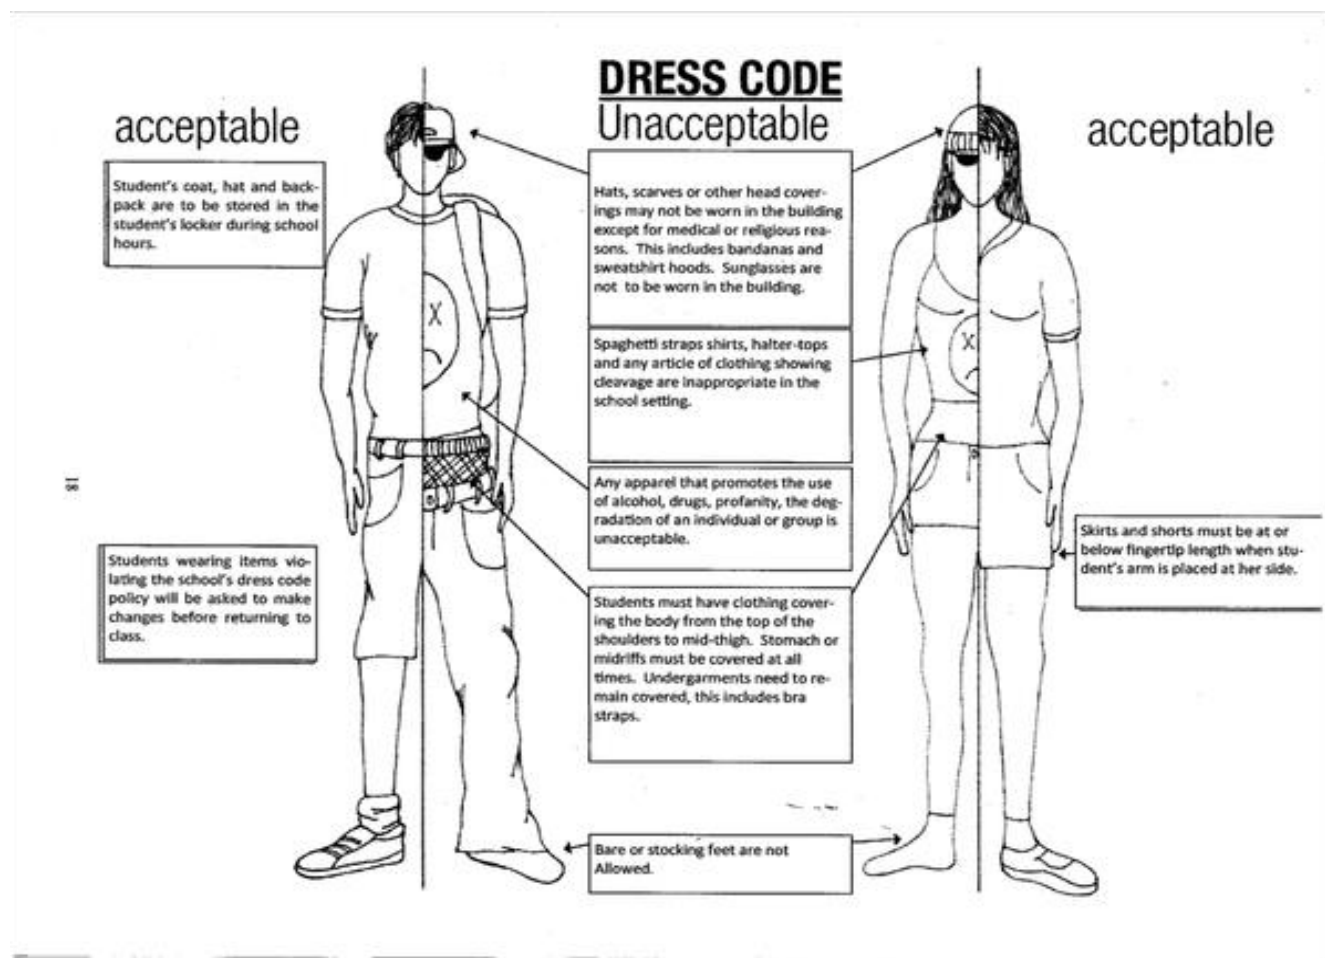 DRESS CODE
Unacceptable
acceptable
acceptable
Student's coat, hat and back-
pack are to be stored in the
student's locker during school
hours.
Hats, scarves or other head cover-
ings may not be worn in the building
except for medical or religious rea-
sons. This includes bandanas and
sweatshirt hoods. Sunglasses are
not to be worn in the building.
Spaghetti straps shirts, halter-tops
and any article of clothing showing
cleavage are inappropriate in the
school setting.
Any apparel that promotes the use
of alcohol, drugs, profanity, the deg-
radation of an individual or group is
unacceptable.
18
Students wearing items vio-
lating the school's dress code
policy will be asked to make
changes before returning to
class.
Skirts and shorts must be at or
below fingertip length when stu-
dent's arm is placed at her side.
Students must have clothing cover-
ing the body from the top of the
shoulders to mid-thigh. Stomach or
midriffs must be covered at all
times. Undergarments need to re-
main covered, this includes bra
straps.
Bare or stocking feet are not
Allowed.